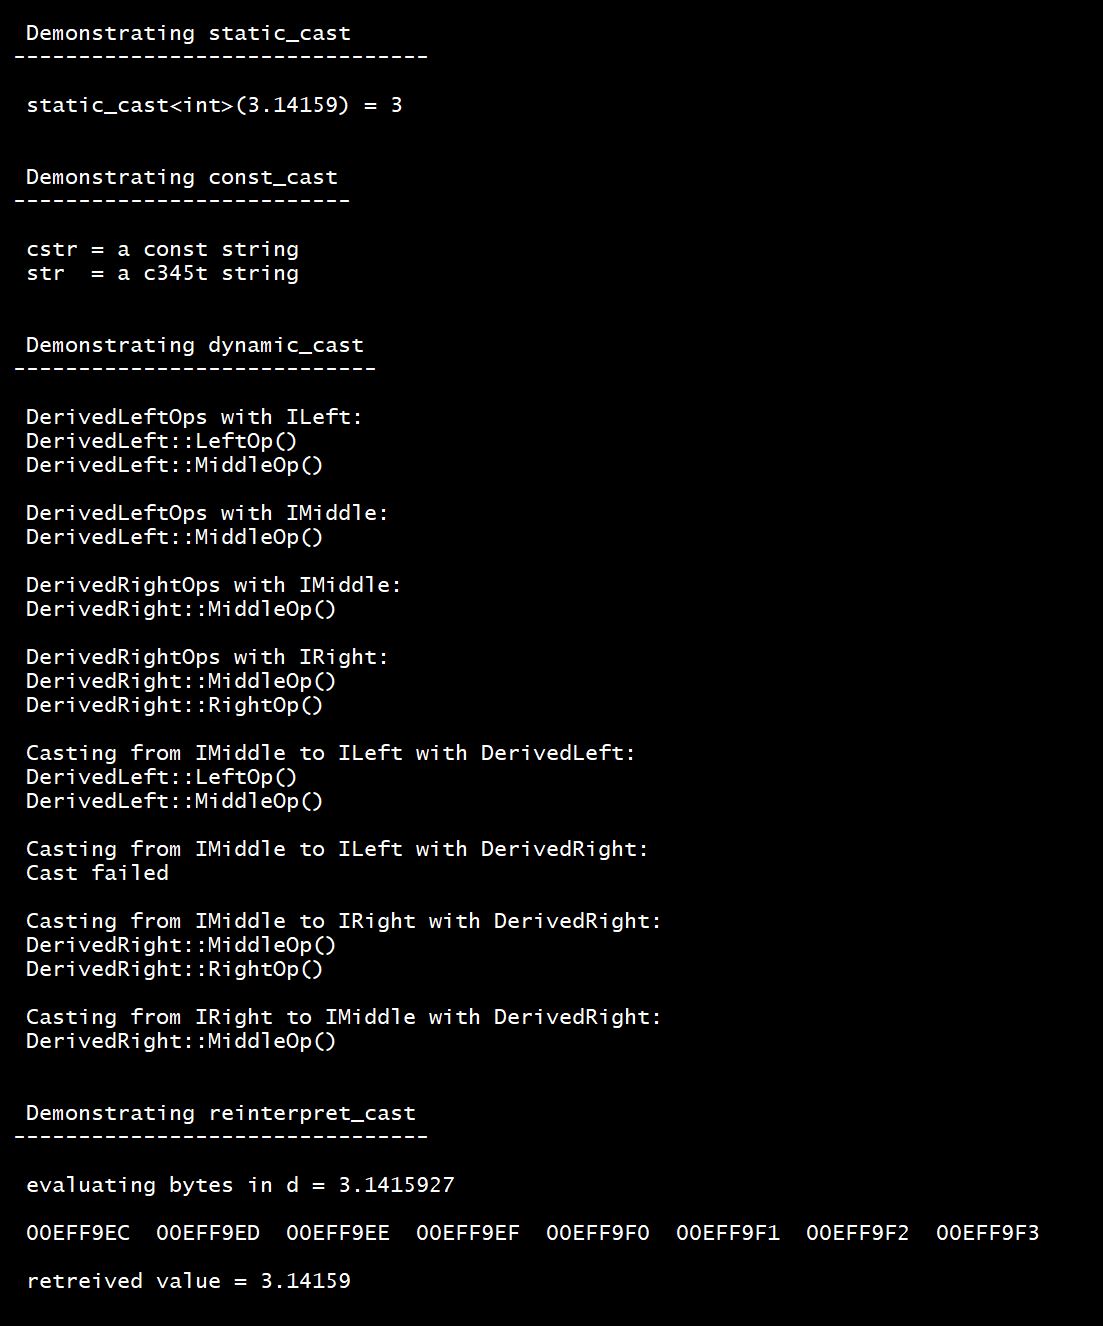 Demonstrating static_cast
--------------------------------
static_cast<int>(3.14159) = 3
Demonstrating const_cast
--------------------------
cstr = a const string
str  = a c345t string
Demonstrating dynamic_cast
----------------------------
DerivedLeftOps with ILeft:
DerivedLeft::LeftOp()
DerivedLeft::MiddleOp()
DerivedLeftOps with IMiddle:
DerivedLeft::MiddleOp()
DerivedRightOps with IMiddle:
DerivedRight::MiddleOp()
DerivedRightOps with IRight:
DerivedRight::MiddleOp()
DerivedRight::RightOp()
Casting from IMiddle to ILeft with DerivedLeft:
DerivedLeft::LeftOp()
DerivedLeft::MiddleOp()
Casting from IMiddle to ILeft with DerivedRight:
Cast failed
Casting from IMiddle to IRight with DerivedRight:
DerivedRight::MiddleOp()
DerivedRight::RightOp()
Casting from IRight to IMiddle with DerivedRight:
DerivedRight::MiddleOp()
Demonstrating reinterpret_cast
--------------------------------
evaluating bytes in d = 3.1415927
00EFF9EC  00EFF9ED  00EFF9EE  00EFF9EF  00EFF9F0  00EFF9F1  00EFF9F2  00EFF9F3
retreived value = 3.14159